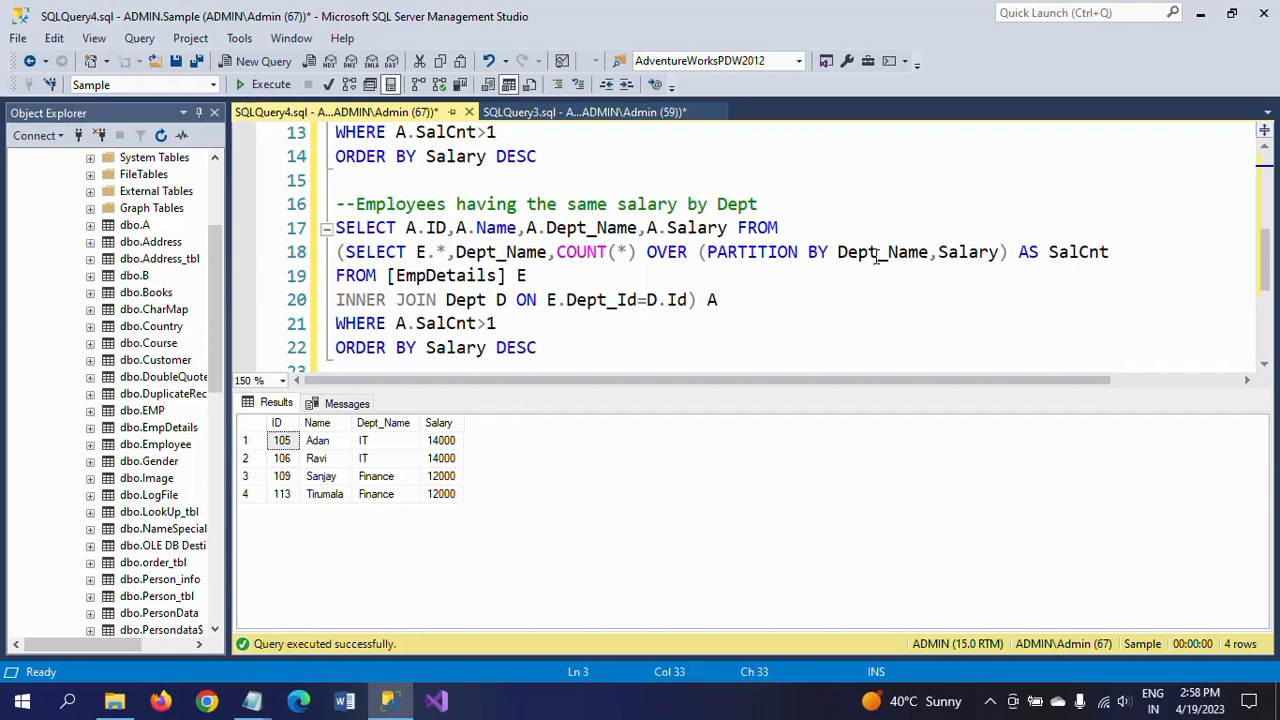 SQLQuery4.sql - ADMIN.Sample (ADMIN\Admin (67))* - Microsoft SQL Server Management Studio
Quick Launch (Ctrl+Q)
File Edit View Query Project Tools Window Help
New Query
AdventureWorksPDW2012
Sample
Execute
Object Explorer
SQLQuery4.sql - A...ADMIN\Admin (67))*
SQLQuery3.sql - A...ADMIN\Admin (59))*
Connect
System Tables
FileTables
External Tables
Graph Tables
dbo.A
dbo.Address
dbo.Address_tbl
dbo.B
dbo.Books
dbo.CharMap
dbo.Country
dbo.Course
dbo.Customer
dbo.DoubleQuote
dbo.DuplicateRec
dbo.EMP
dbo.EmpDetails
dbo.Employee
dbo.Gender
dbo.Image
dbo.LogFile
dbo.LookUp_tbl
dbo.NameSpecial
dbo.OLE DB Desti
dbo.order_tbl
dbo.Person_info
dbo.Person_tbl
dbo.PersonData
dbo.Persondata$
13 WHERE A.SalCnt>1
14 ORDER BY Salary DESC
15
16 --Employees having the same salary by Dept
17 SELECT A.ID,A.Name,A.Dept_Name,A.Salary FROM
18 (SELECT E.*,Dept_Name,COUNT(*) OVER (PARTITION BY Dept_Name,Salary) AS SalCnt
19 FROM [EmpDetails] E
20 INNER JOIN Dept D ON E.Dept_Id=D.Id) A
21 WHERE A.SalCnt>1
22 ORDER BY Salary DESC
23
150 %
Results Messages
ID Name Dept_Name Salary
1 105 Adan IT 14000
2 106 Ravi IT 14000
3 109 Sanjay Finance 12000
4 113 Tirumala Finance 12000
Query executed successfully.
ADMIN (15.0 RTM) ADMIN\Admin (67) Sample 00:00:00 4 rows
Ready
Ln 3 Col 33 Ch 33 INS
40°C Sunny
ENG
IN
2:58 PM
4/19/2023